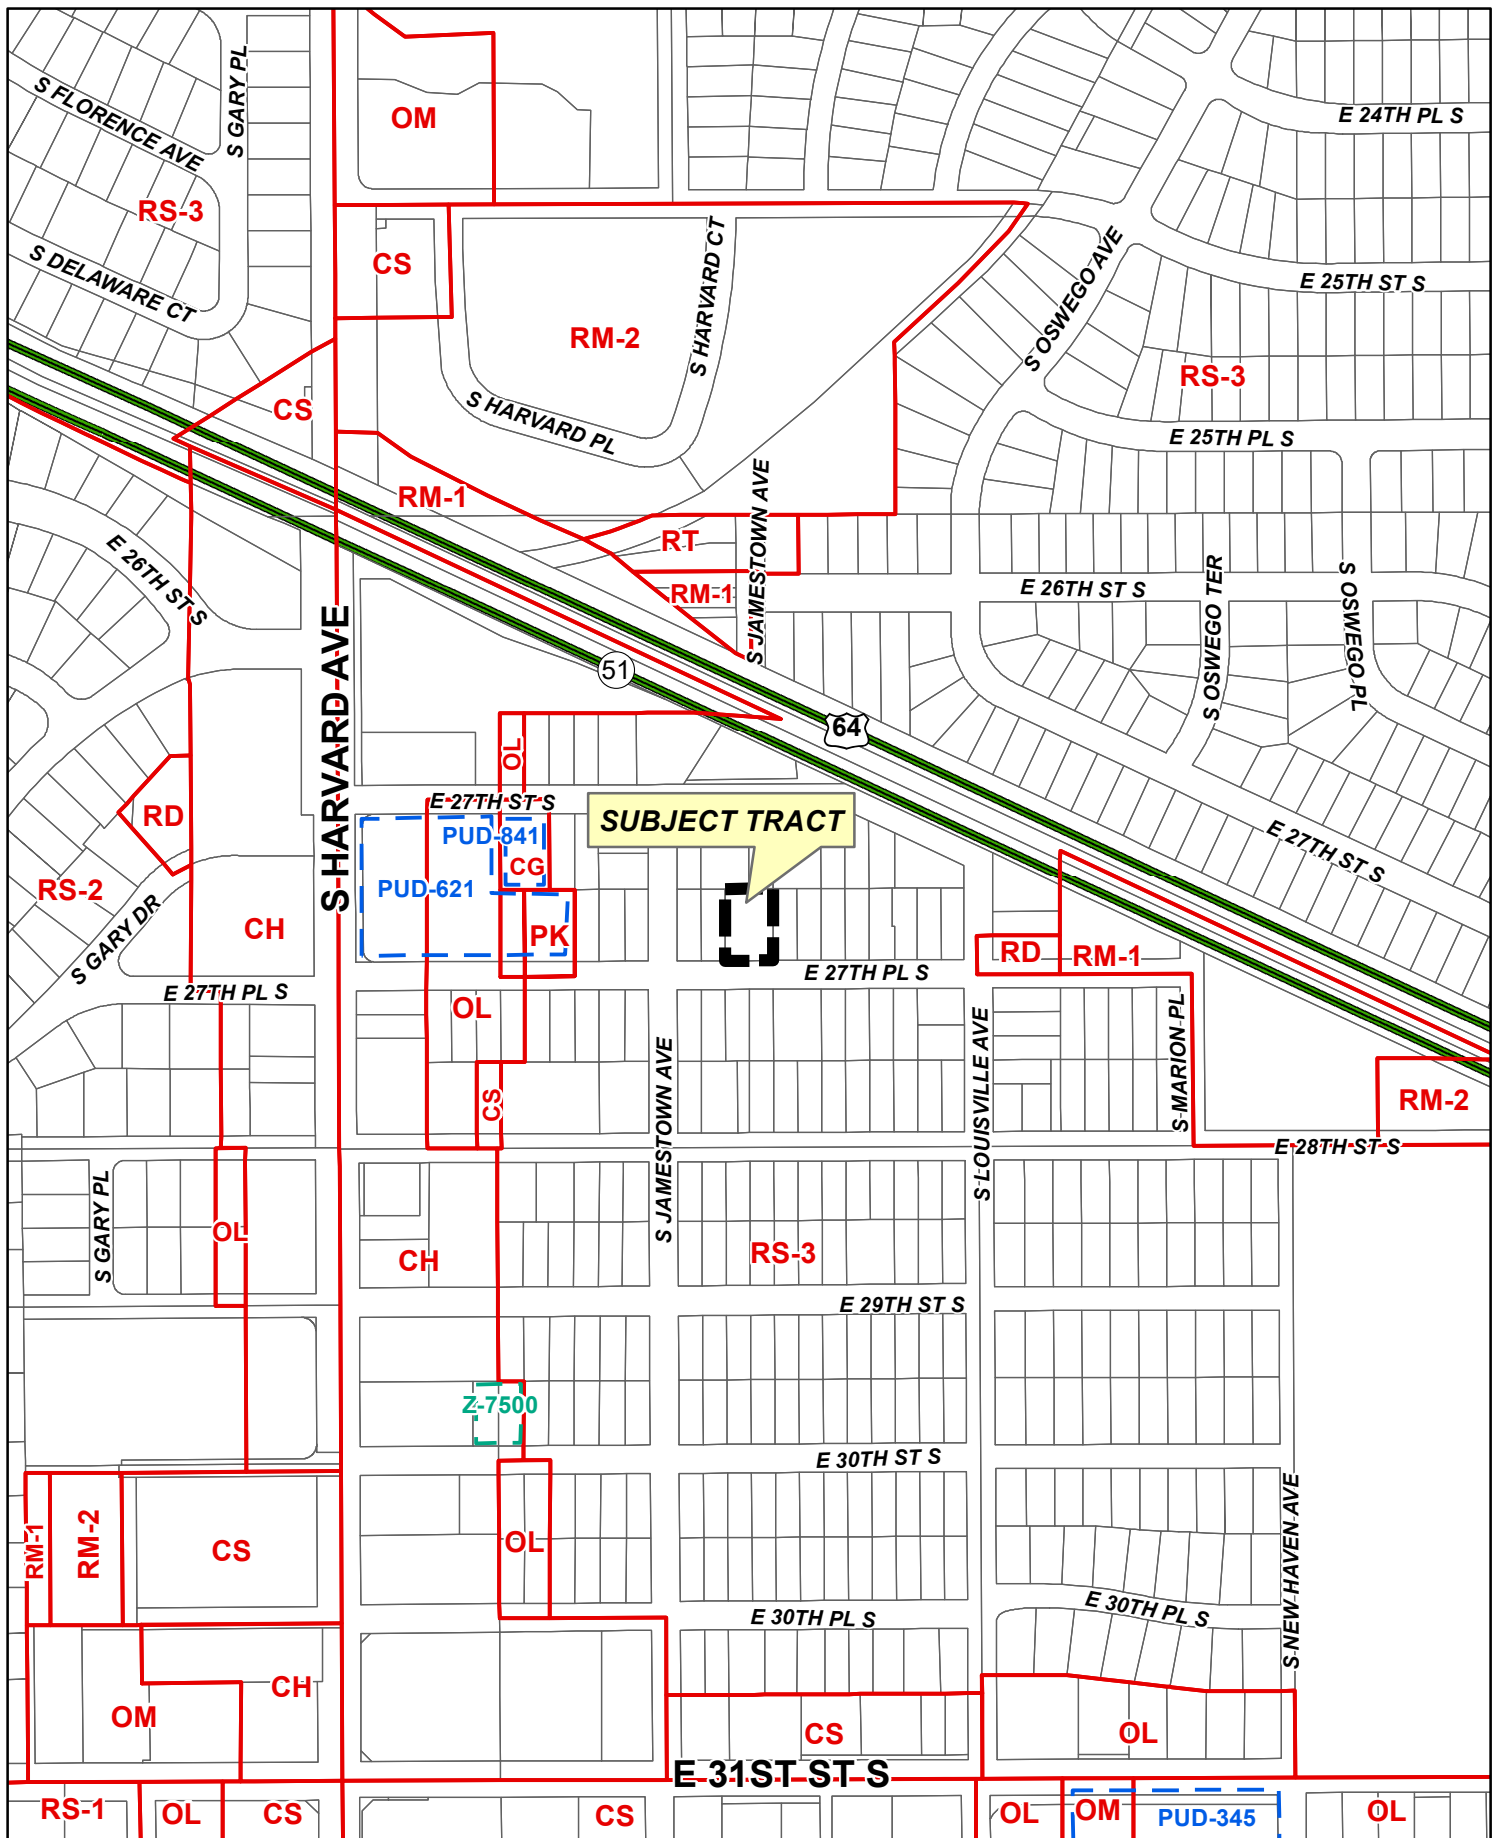 S GARY PL
S FLORENCE AVE
OM
E 24TH PL S
RS-3
S DELAWARE CT
CS
S HARVARD CT
S OSWEGO AVE
E 25TH ST S
RM-2
RS-3
CS
S HARVARD PL
E 25TH PL S
RM-1
S JAMESTOWN AVE
RT
E 26TH ST S
RM-1
E 26TH ST S
S OSWEGO TER
S OSWEGO PL
S HARVARD AVE
51
64
OL
E 27TH ST S
RD
SUBJECT TRACT
PUD-841
CG
PUD-621
E 27TH ST S
RS-2
S GARY DR
CH
PK
RD
RM-1
E 27TH PL S
E 27TH PL S
OL
S JAMESTOWN AVE
S LOUISVILLE AVE
S MARION PL
CS
RM-2
E 28TH ST S
S GARY PL
OL
CH
RS-3
E 29TH ST S
Z-7500
E 30TH ST S
RM-1
RM-2
CS
OL
S NEW HAVEN AVE
E 30TH PL S
E 30TH PL S
CH
OM
CS
OL
E 31ST ST S
RS-1
OL
CS
CS
OL
OM
PUD-345
OL